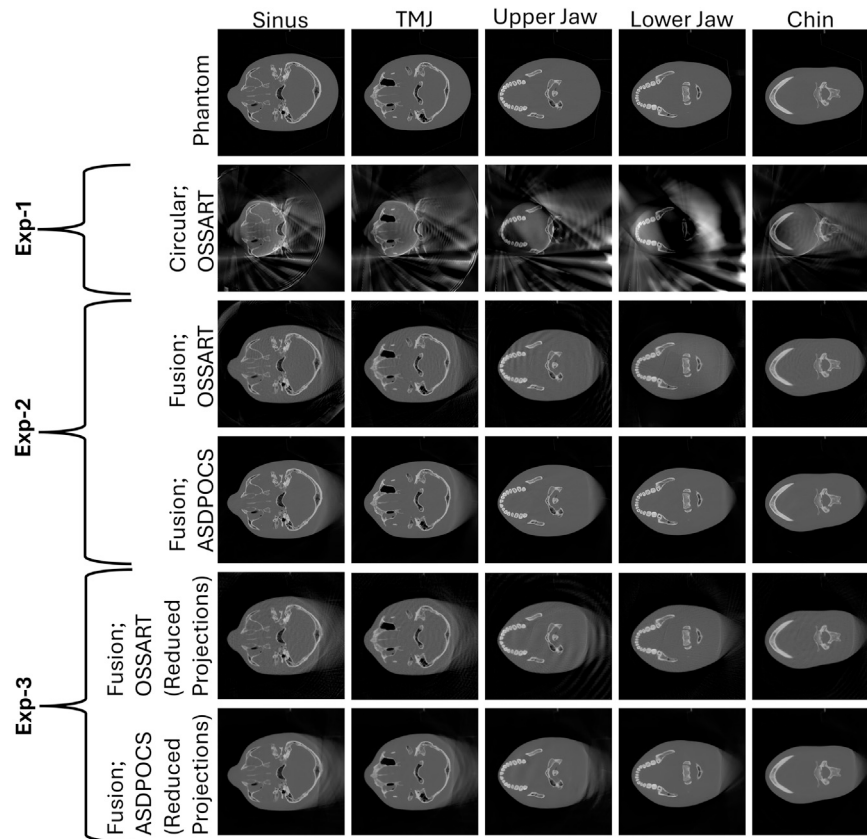 Sinus TMJ Upper Jaw Lower Jaw Chin
Phantom
Exp-1
Circular;
OSSART
Exp-2
Fusion;
OSSART
Fusion;
ASDPOCS
Exp-3
Fusion;
OSSART
(Reduced
Projections)
Fusion;
ASDPOCS
(Reduced
Projections)